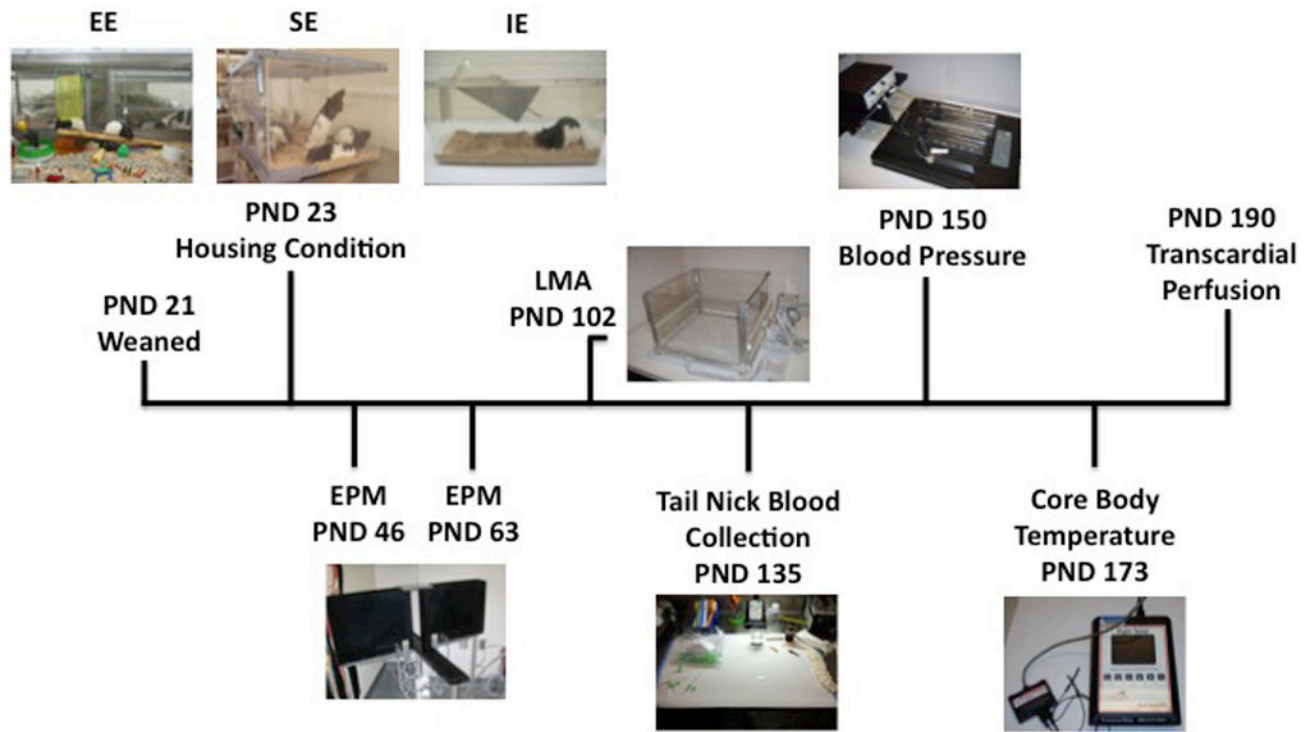 EE
SE
IE
PND 23
Housing Condition
PND 150
Blood Pressure
PND 190
Transcardial
Perfusion
PND 21
Weaned
LMA
PND 102
EPM
PND 46
EPM
PND 63
Tail Nick Blood
Collection
PND 135
Core Body
Temperature
PND 173